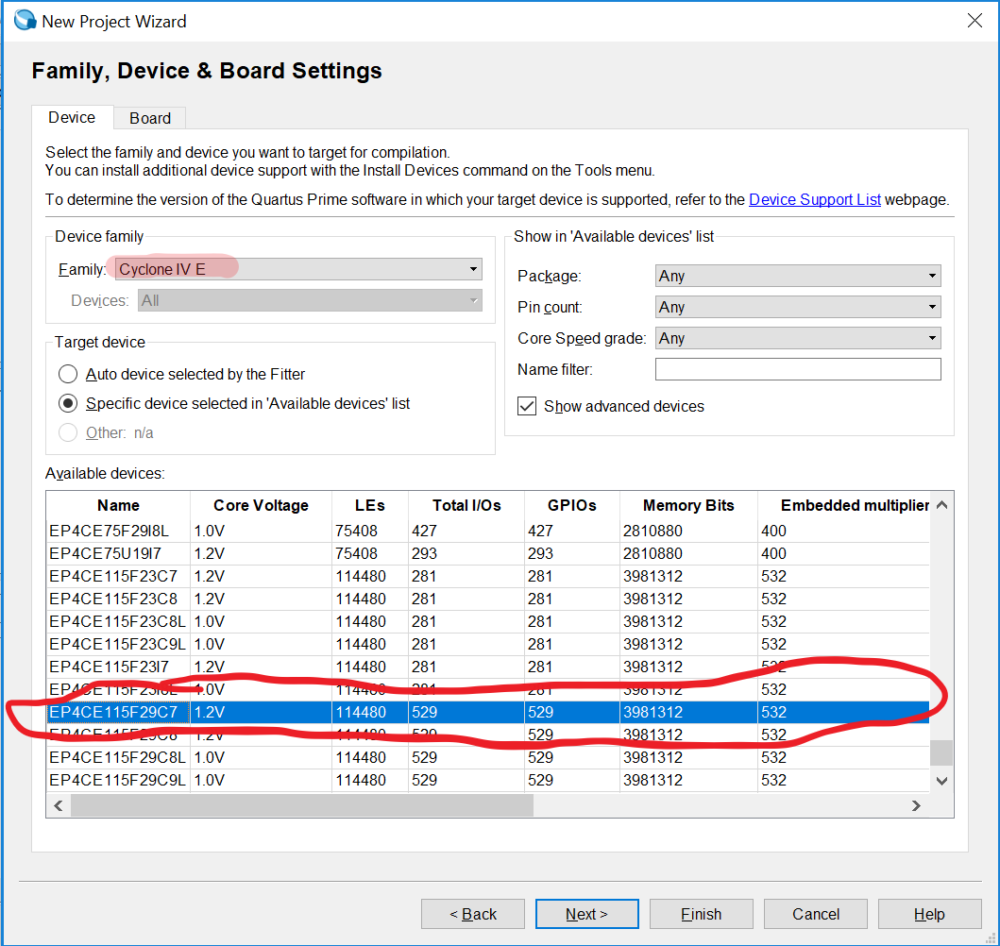 New Project Wizard
Family, Device & Board Settings
Device Board
Select the family and device you want to target for compilation.
You can install additional device support with the Install Devices command on the Tools menu.
To determine the version of the Quartus Prime software in which your target device is supported, refer to the Device Support List webpage.
Device family
Family: Cyclone IV E
Devices: All
Target device
Auto device selected by the Fitter
Specific device selected in 'Available devices' list
Other: n/a
Show in 'Available devices' list
Package: Any
Pin count: Any
Core Speed grade: Any
Name filter:
Show advanced devices
Available devices:
Name Core Voltage LEs Total I/Os GPIOs Memory Bits Embedded multiplier
EP4CE75F29I8L 1.0V 75408 427 427 2810880 400
EP4CE75U19I7 1.2V 75408 293 293 2810880 400
EP4CE115F23C7 1.2V 114480 281 281 3981312 532
EP4CE115F23C8 1.2V 114480 281 281 3981312 532
EP4CE115F23C8L 1.0V 114480 281 281 3981312 532
EP4CE115F23C9L 1.0V 114480 281 281 3981312 532
EP4CE115F23I7 1.2V 114480 281 281 3981312 532
EP4CE115F23I8L 1.0V 114480 281 281 3981312 532
EP4CE115F29C7 1.2V 114480 529 529 3981312 532
EP4CE115F29C8 1.2V 114480 529 529 3981312 532
EP4CE115F29C8L 1.0V 114480 529 529 3981312 532
EP4CE115F29C9L 1.0V 114480 529 529 3981312 532
< Back Next > Finish Cancel Help